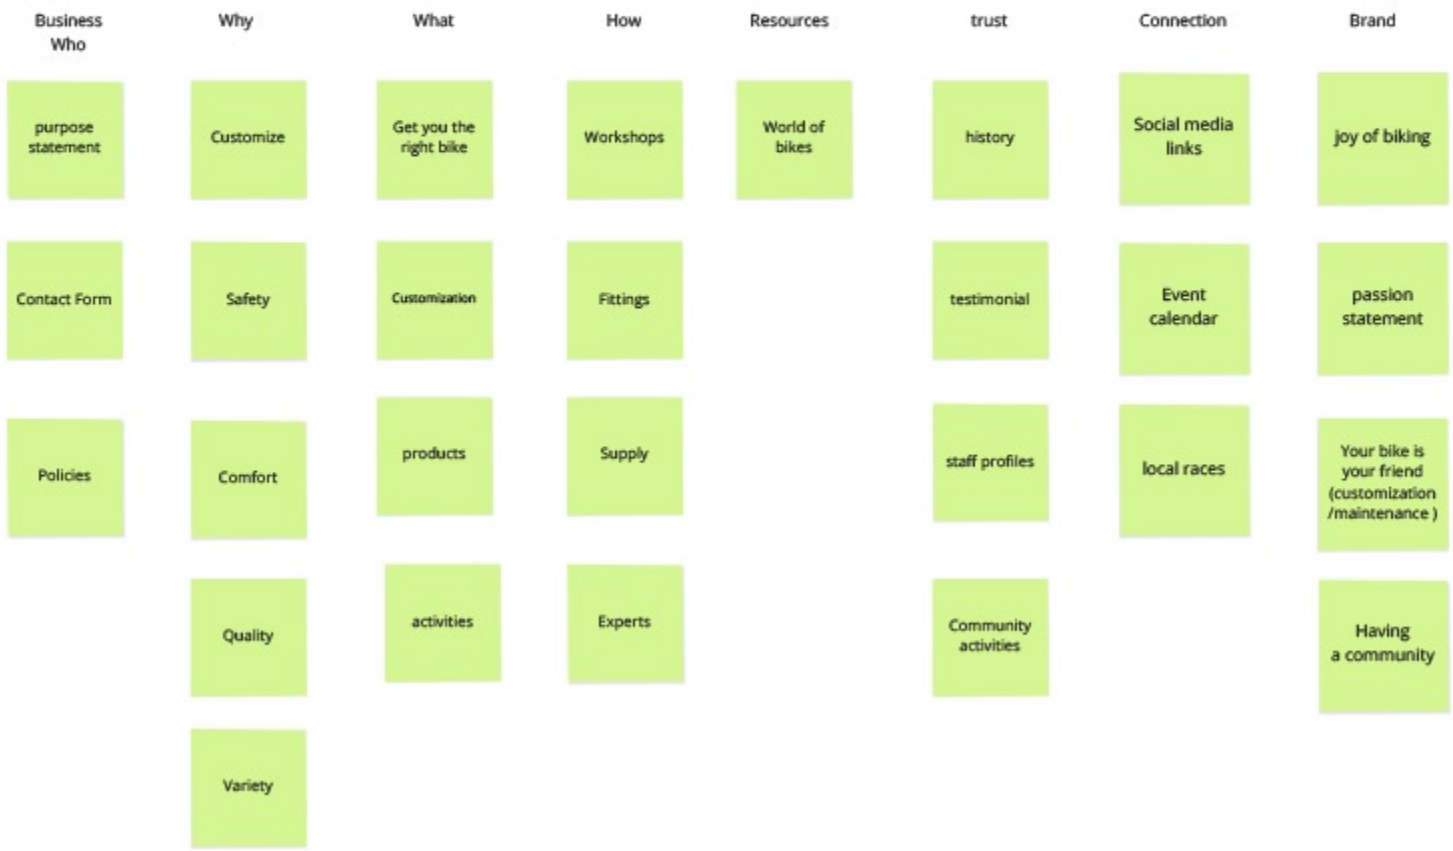 Business
Who
Why
What
How
Resources
trust
Connection
Brand
purpose
statement
Customize
Get you the
right bike
Workshops
World of
bikes
history
Social media
links
joy of biking
Contact Form
Safety
Customization
Fittings
testimonial
Event
calendar
passion
statement
Policies
Comfort
products
Supply
staff profiles
local races
Your bike is
your friend
(customization
/maintenance )
Quality
activities
Experts
Community
activities
Having
a community
Variety